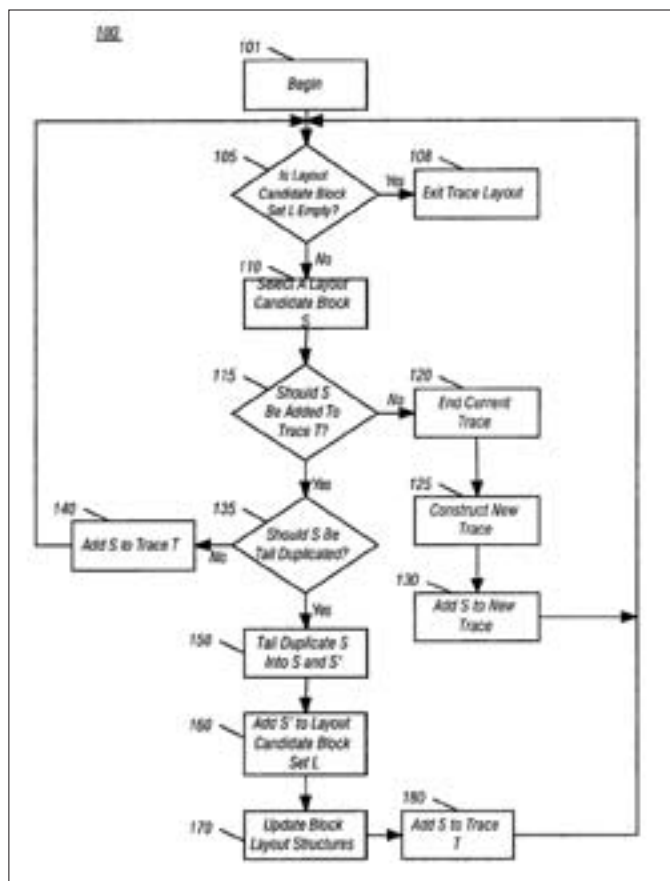 100
101
Begin
105
Is Layout
Candidate Block
Set L Empty?
Yes
108
Exit Trace Layout
No
110
Select A Layout
Candidate Block
S
115
Should S
Be Added To
Trace T?
No
120
End Current
Trace
125
Construct New
Trace
130
Add S to New
Trace
Yes
135
Should S Be
Tail Duplicated?
No
140
Add S to Trace T
Yes
150
Tail Duplicate S
Into S and S'
160
Add S' to Layout
Candidate Block
Set L
170
Update Block
Layout Structures
180
Add S to Trace
T